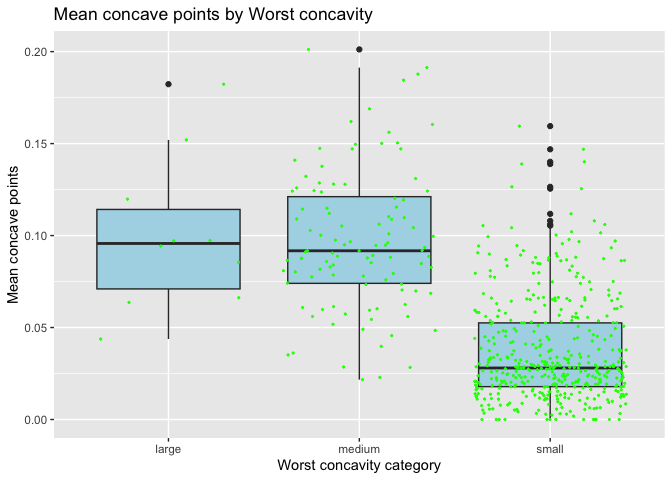 Mean concave points by Worst concavity
0.20
0.15
0.10
0.05
0.00
Mean concave points
large medium small
Worst concavity category